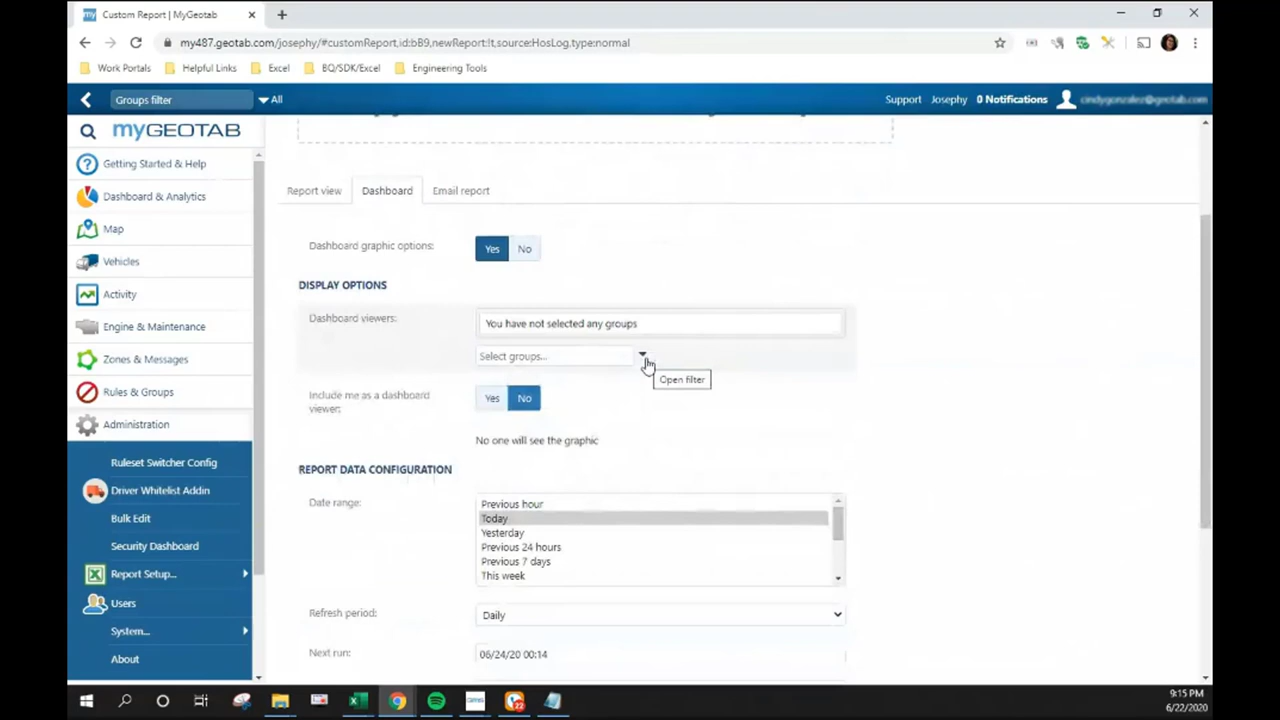 Custom Report | MyGeotab
my487.geotab.com/josephy/#customReport,id:bB9,newReport:!t,source:HosLog,type:normal
Work Portals Helpful Links Excel BQ/SDK/Excel Engineering Tools
Groups filter All Support Josephy 0 Notifications cindygonzalez@geotab.com
myGEOTAB
Getting Started & Help
Dashboard & Analytics
Map
Vehicles
Activity
Engine & Maintenance
Zones & Messages
Rules & Groups
Administration
Ruleset Switcher Config
Driver Whitelist Addin
Bulk Edit
Security Dashboard
Report Setup...
Users
System...
About
Report view Dashboard Email report
Dashboard graphic options: Yes No
DISPLAY OPTIONS
Dashboard viewers: You have not selected any groups
Select groups...
Open filter
Include me as a dashboard
viewer:
Yes No
No one will see the graphic
REPORT DATA CONFIGURATION
Date range:
Previous hour
Today
Yesterday
Previous 24 hours
Previous 7 days
This week
Refresh period: Daily
Next run: 06/24/20 00:14
22
9:15 PM
6/22/2020